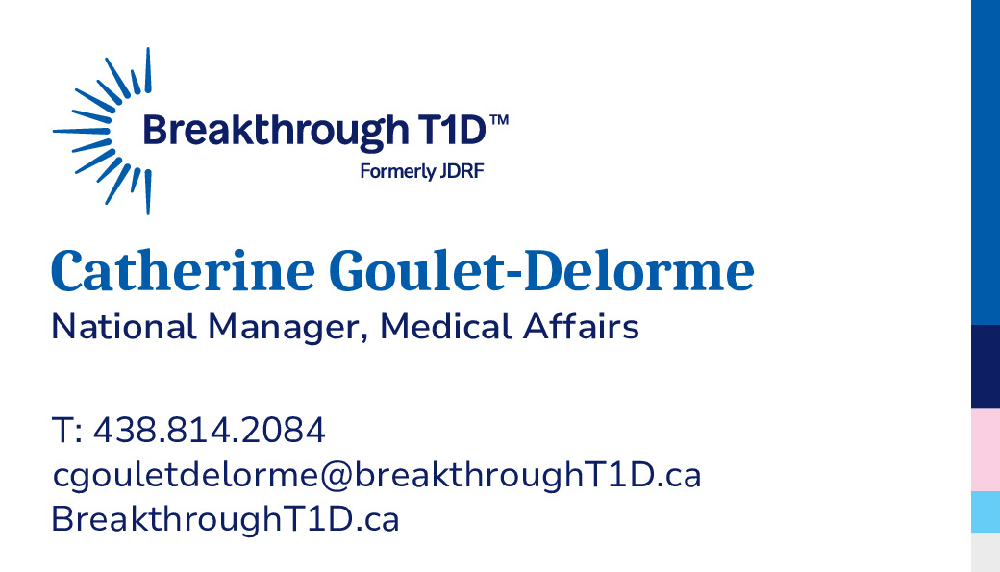 Breakthrough T1D™
Formerly JDRF
Catherine Goulet-Delorme
National Manager, Medical Affairs
T: 438.814.2084
cgouletdelorme@breakthroughT1D.ca
BreakthroughT1D.ca